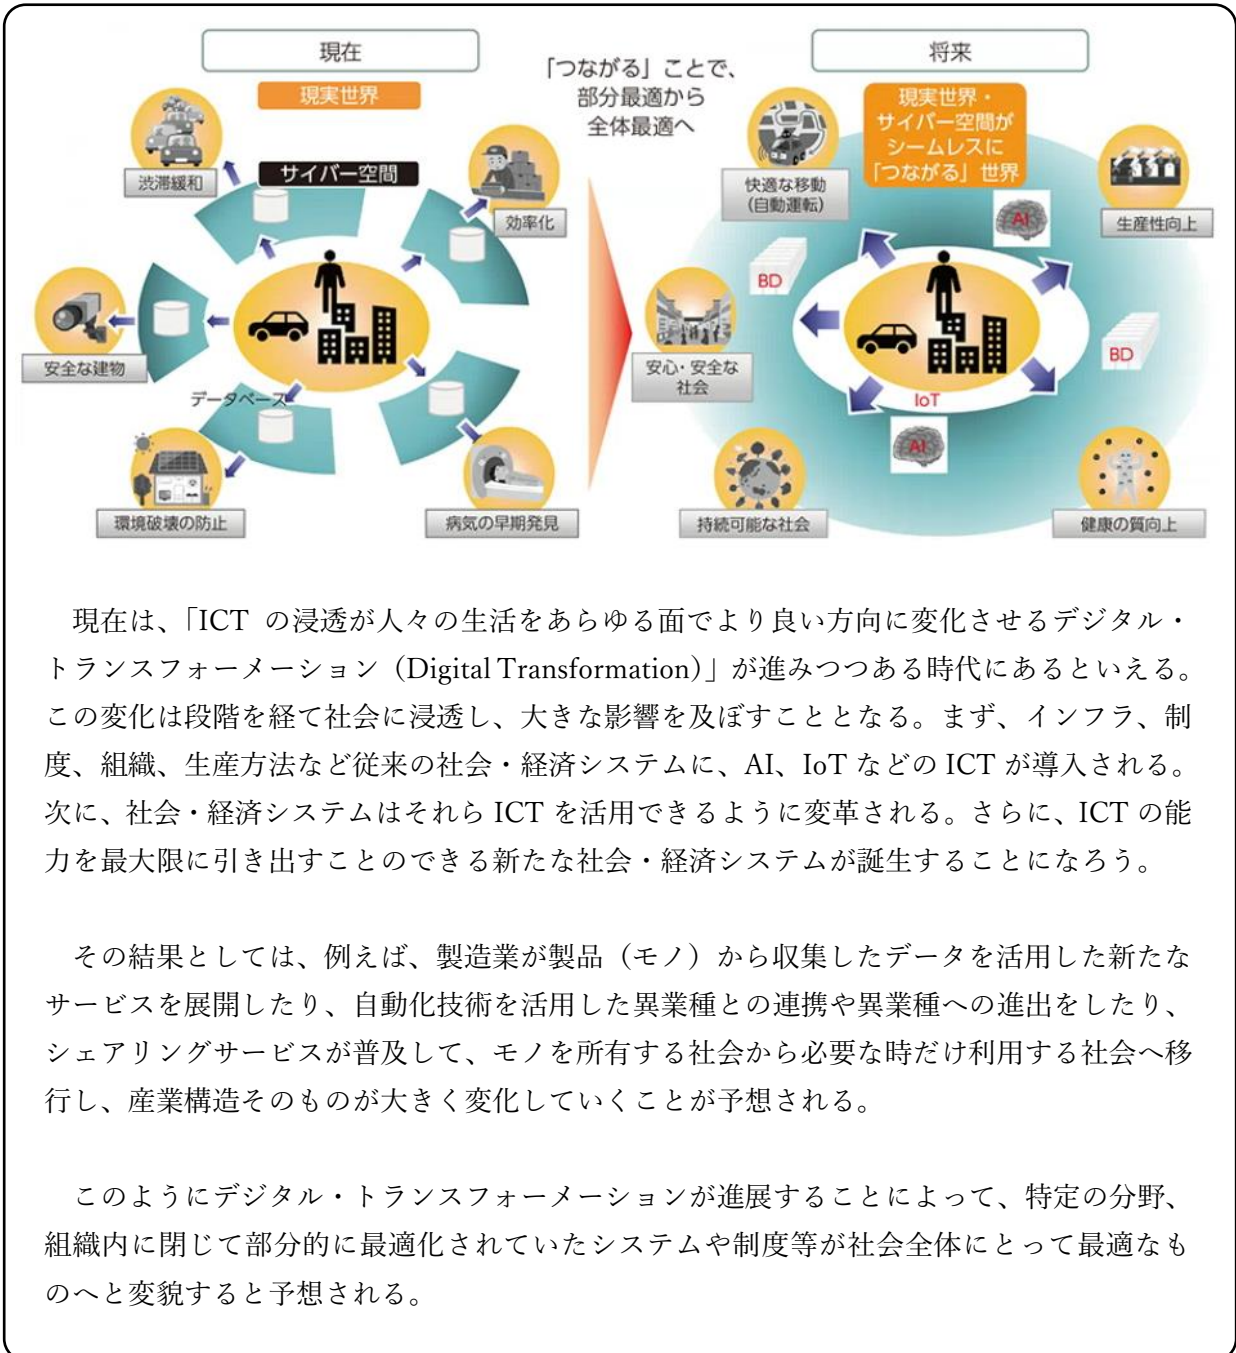 現在
現実世界
サイバー空間
渋滞緩和
効率化
安全な建物
データベース
環境破壊の防止
病気の早期発見
「つながる」ことで、
部分最適から
全体最適へ
将来
現実世界・
サイバー空間が
シームレスに
「つながる」世界
快適な移動
(自動運転)
AI
生産性向上
BD
BD
安心・安全な
社会
IoT
AI
持続可能な社会
健康の質向上
現在は、「ICT の浸透が人々の生活をあらゆる面でより良い方向に変化させるデジタル・
トランスフォーメーション（Digital Transformation）」が進みつつある時代にあるといえる。
この変化は段階を経て社会に浸透し、大きな影響を及ぼすこととなる。まず、インフラ、制
度、組織、生産方法など従来の社会・経済システムに、AI、IoT などの ICT が導入される。
次に、社会・経済システムはそれら ICT を活用できるように変革される。さらに、ICT の能
力を最大限に引き出すことのできる新たな社会・経済システムが誕生することになろう。
その結果としては、例えば、製造業が製品（モノ）から収集したデータを活用した新たな
サービスを展開したり、自動化技術を活用した異業種との連携や異業種への進出をしたり、
シェアリングサービスが普及して、モノを所有する社会から必要な時だけ利用する社会へ移
行し、産業構造そのものが大きく変化していくことが予想される。
このようにデジタル・トランスフォーメーションが進展することによって、特定の分野、
組織内に閉じて部分的に最適化されていたシステムや制度等が社会全体にとって最適なも
のへと変貌すると予想される。